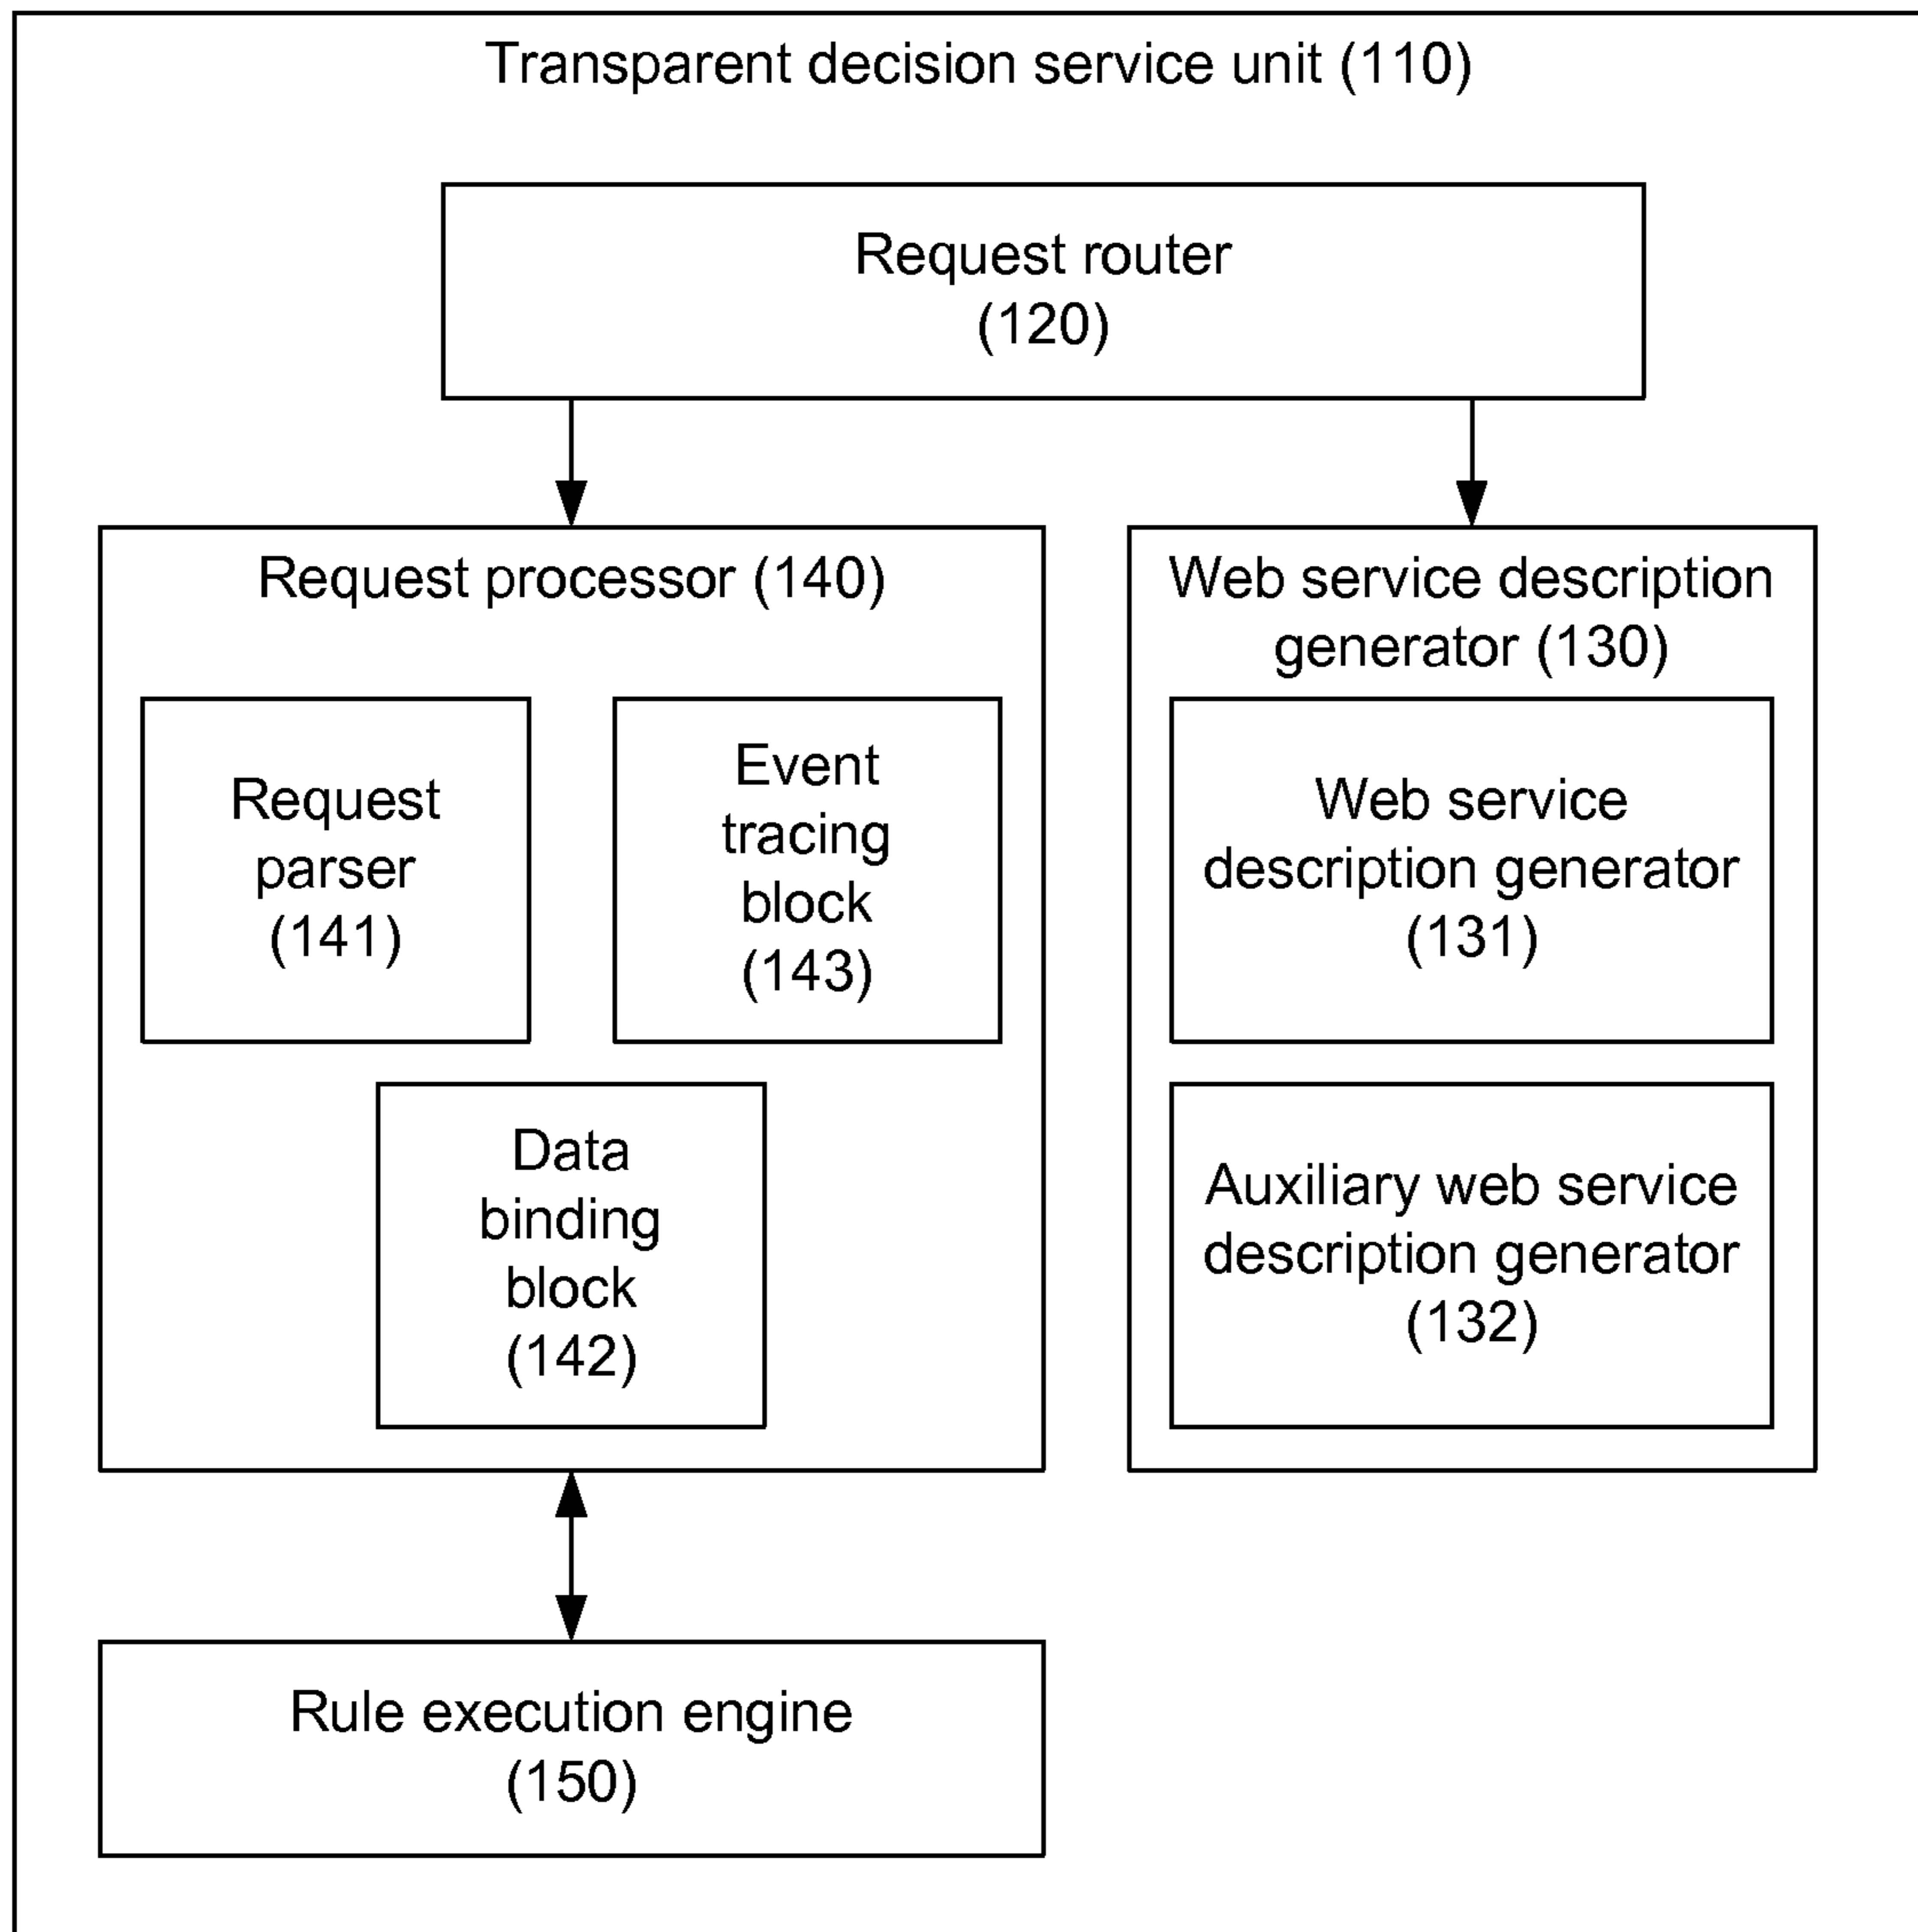 Transparent decision service unit (110)
Request router
(120)
Request processor (140)
Request
parser
(141)
Event
tracing
block
(143)
Data
binding
block
(142)
Web service description
generator (130)
Web service
description generator
(131)
Auxiliary web service
description generator
(132)
Rule execution engine
(150)